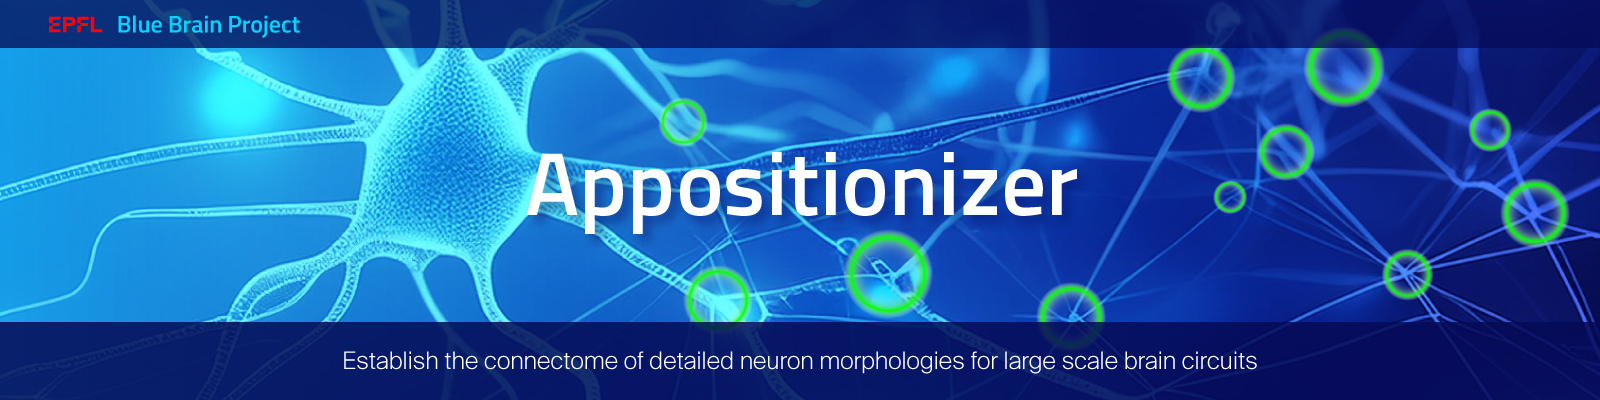 EPFL Blue Brain Project
Appositionizer
Establish the connectome of detailed neuron morphologies for large scale brain circuits